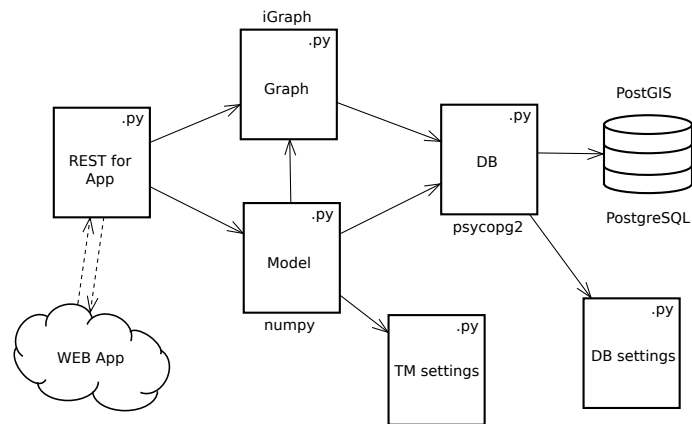 iGraph
.py
Graph
.py
REST for
App
.py
DB
psycopg2
PostGIS
PostgreSQL
.py
Model
numpy
WEB App
.py
TM settings
.py
DB settings